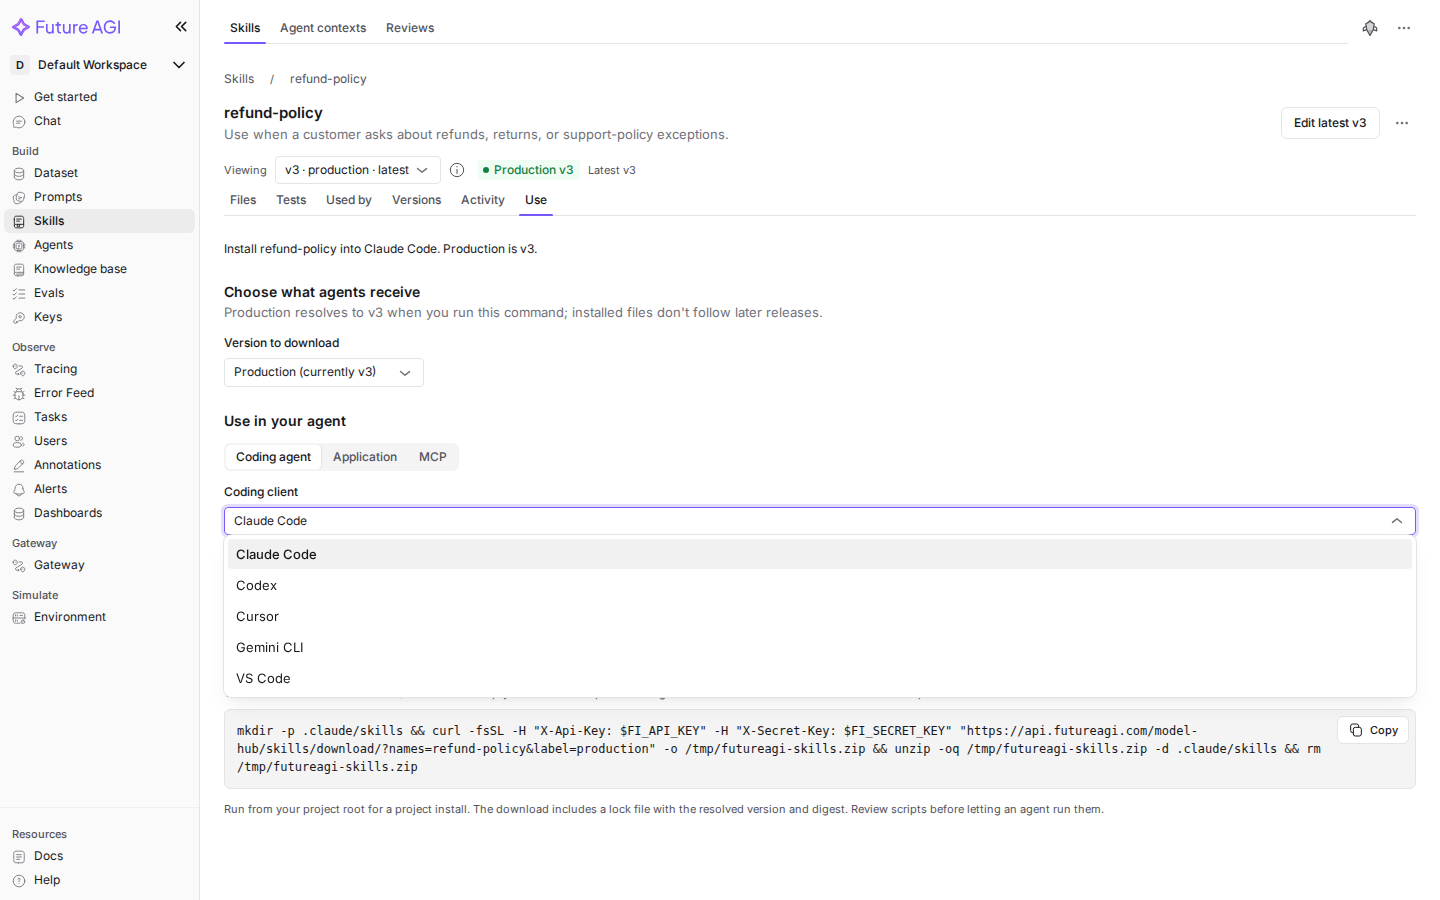 Future AGI
D Default Workspace
Get started
Chat
Build
Dataset
Prompts
Skills
Agents
Knowledge base
Evals
Keys
Observe
Tracing
Error Feed
Tasks
Users
Annotations
Alerts
Dashboards
Gateway
Gateway
Simulate
Environment
Resources
Docs
Help
Skills Agent contexts Reviews
Skills / refund-policy
refund-policy
Use when a customer asks about refunds, returns, or support-policy exceptions.
Edit latest v3
Viewing v3 · production · latest Production v3 Latest v3
Files Tests Used by Versions Activity Use
Install refund-policy into Claude Code. Production is v3.
Choose what agents receive
Production resolves to v3 when you run this command; installed files don't follow later releases.
Version to download
Production (currently v3)
Use in your agent
Coding agent Application MCP
Coding client
Claude Code
Claude Code
Codex
Cursor
Gemini CLI
VS Code
mkdir -p .claude/skills && curl -fsSL -H "X-Api-Key: $FI_API_KEY" -H "X-Secret-Key: $FI_SECRET_KEY" "https://api.futureagi.com/model-
hub/skills/download/?names=refund-policy&label=production" -o /tmp/futureagi-skills.zip && unzip -oq /tmp/futureagi-skills.zip -d .claude/skills && rm
/tmp/futureagi-skills.zip
Copy
Run from your project root for a project install. The download includes a lock file with the resolved version and digest. Review scripts before letting an agent run them.